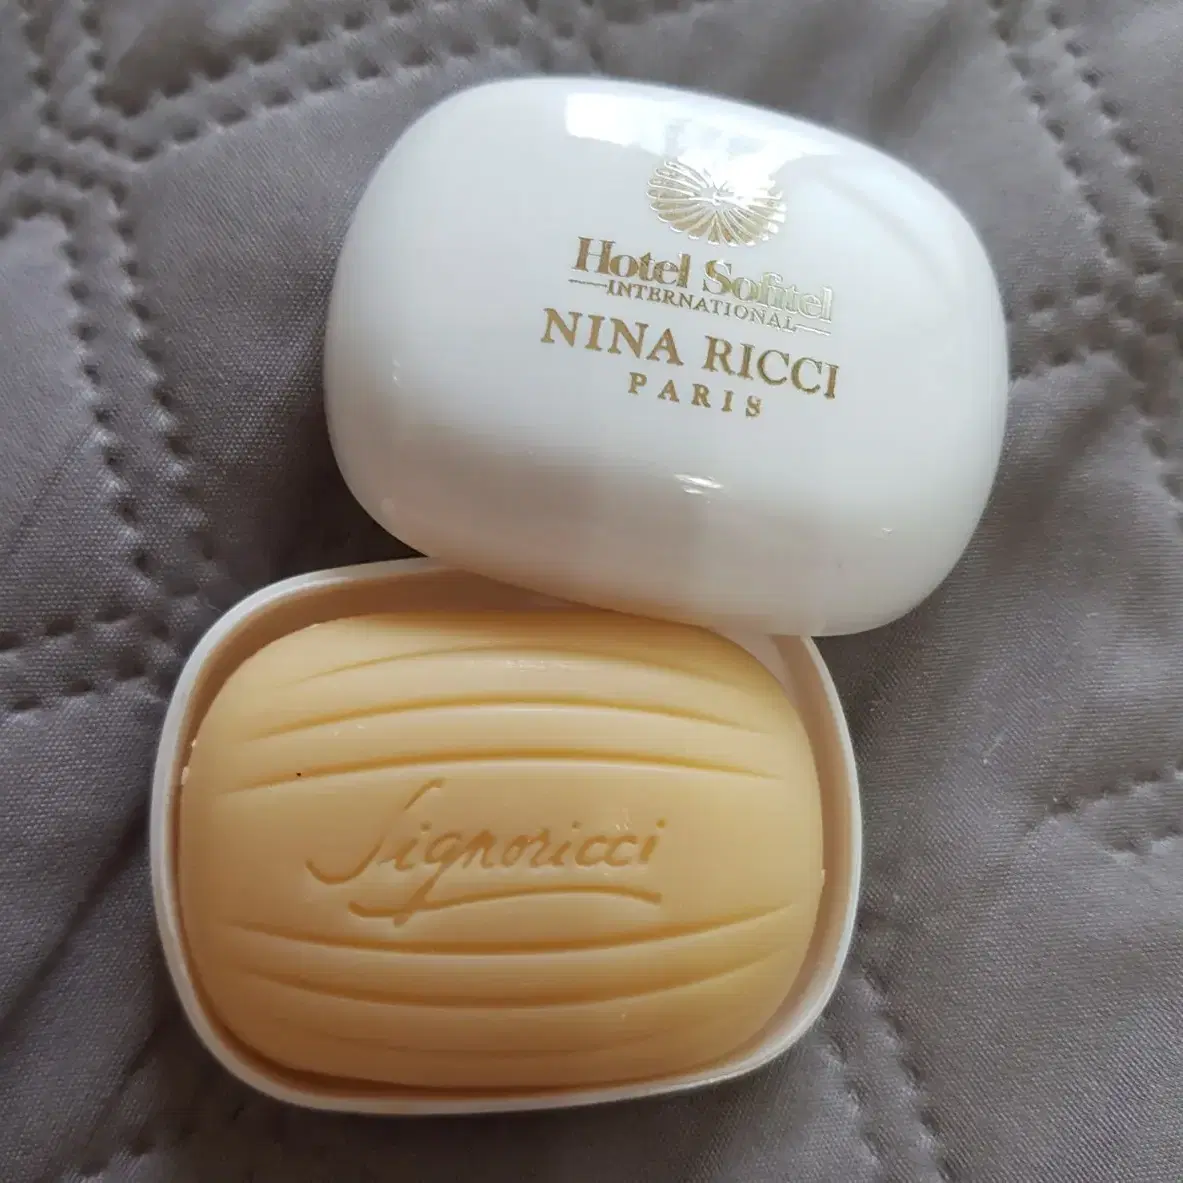 Hotel Sofitel
INTERNATIONAL
NINA RICCI
PARIS
Signoricci